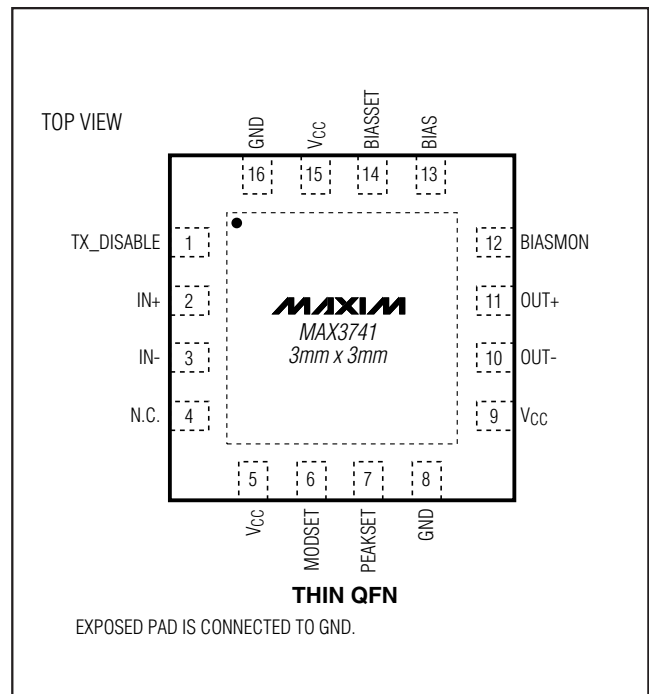 TOP VIEW
GND
VCC
BIASSET
BIAS
16
15
14
13
TX_DISABLE
1
12
BIASMON
IN+
2
11
OUT+
IN-
3
10
OUT-
N.C.
4
9
VCC
MAXIM
MAX3741
3mm x 3mm
5
6
7
8
VCC
MODSET
PEAKSET
GND
THIN QFN
EXPOSED PAD IS CONNECTED TO GND.